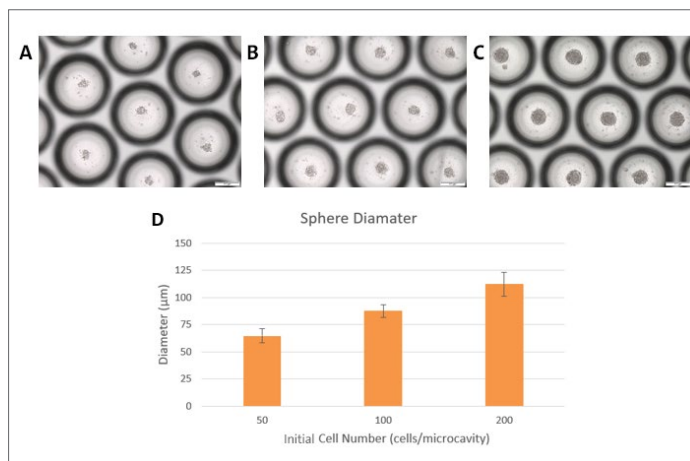 A
B
C
D
Sphere Diamater
150
125
100
75
50
25
0
Diameter (µm)
50 100 200
Initial Cell Number (cells/microcavity)